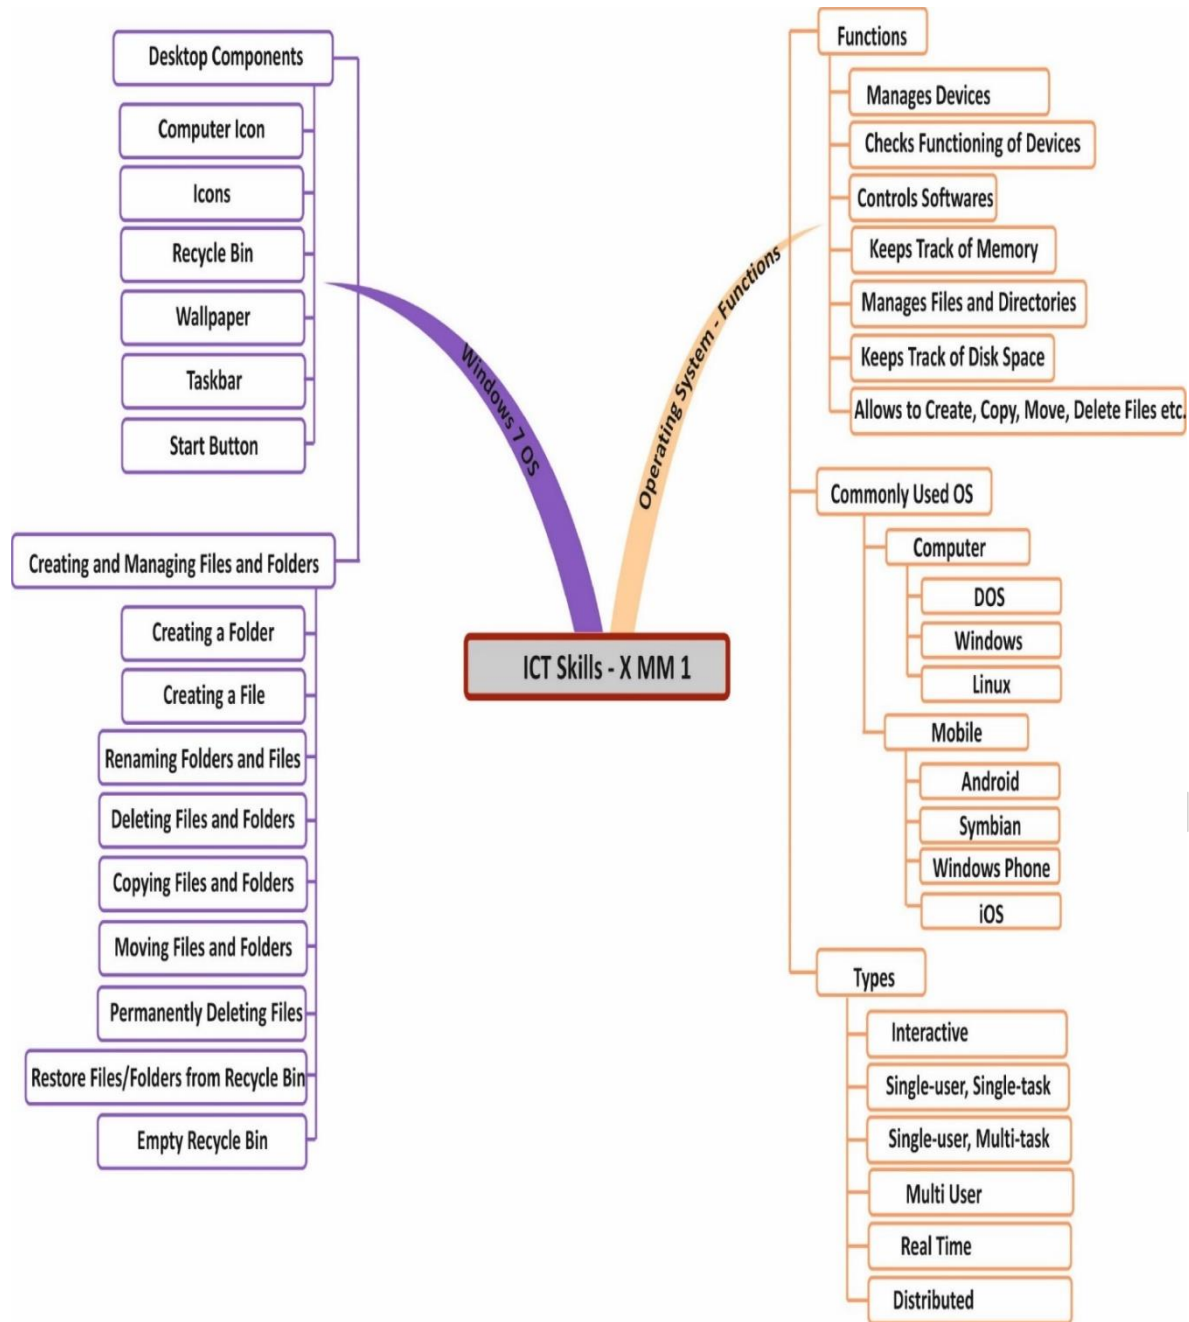 Desktop Components
Computer Icon
Icons
Recycle Bin
Wallpaper
Taskbar
Start Button
Creating and Managing Files and Folders
Creating a Folder
Creating a File
Renaming Folders and Files
Deleting Files and Folders
Copying Files and Folders
Moving Files and Folders
Permanently Deleting Files
Restore Files/Folders from Recycle Bin
Empty Recycle Bin
Windows 7 OS
ICT Skills - X MM 1
Operating System - Functions
Functions
Manages Devices
Checks Functioning of Devices
Controls Softwares
Keeps Track of Memory
Manages Files and Directories
Keeps Track of Disk Space
Allows to Create, Copy, Move, Delete Files etc.
Commonly Used OS
Computer
DOS
Windows
Linux
Mobile
Android
Symbian
Windows Phone
iOS
Types
Interactive
Single-user, Single-task
Single-user, Multi-task
Multi User
Real Time
Distributed